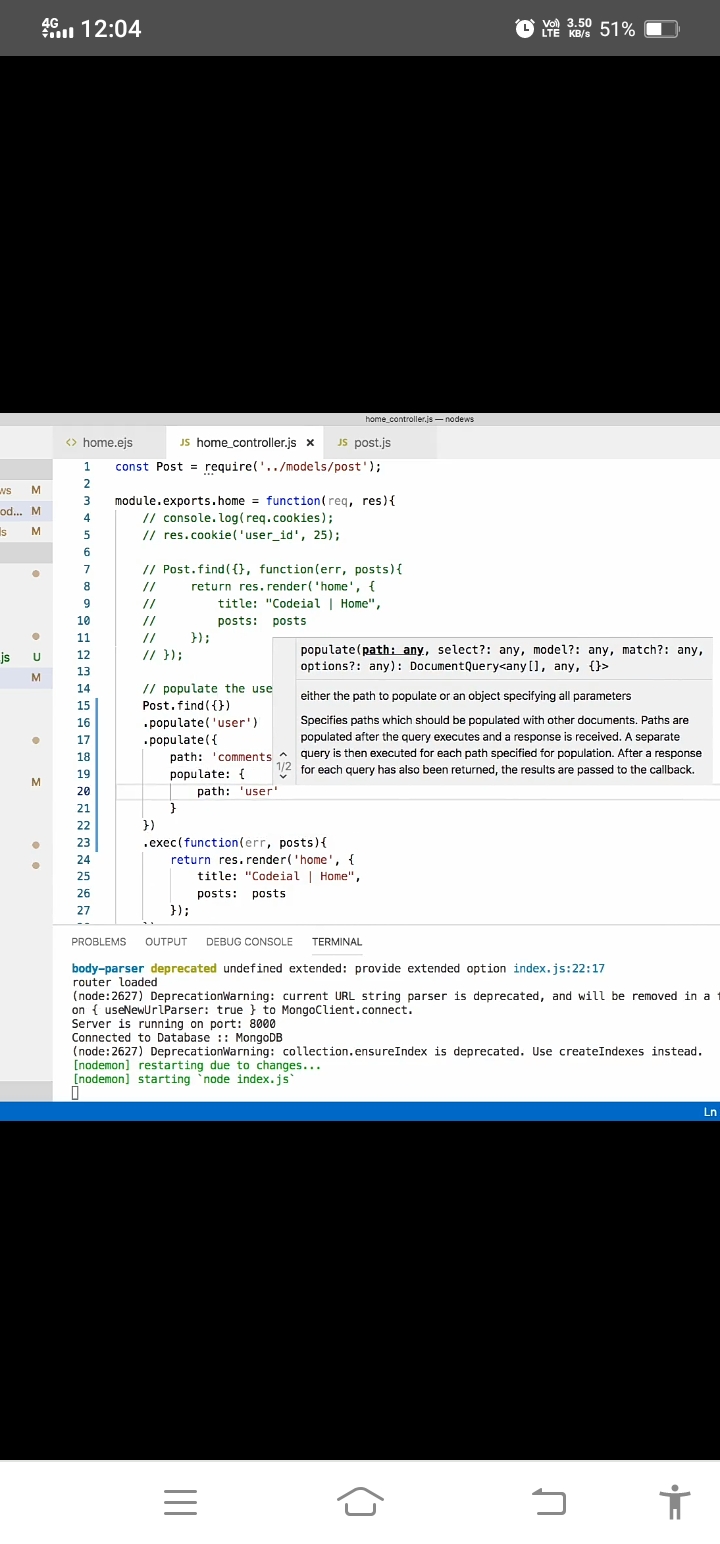 4G 12:04 Vo) LTE 3.50 KB/s 51%
home_controller.js — nodews
home.ejs JS home_controller.js × JS post.js
ws M
od... M
ls M
js U
M
M
1 const Post = require('../models/post');
2
3 module.exports.home = function(req, res){
4 // console.log(req.cookies);
5 // res.cookie('user_id', 25);
6
7 // Post.find({}, function(err, posts){
8 // return res.render('home', {
9 // title: "Codeial | Home",
10 // posts: posts
11 // });
12 // });
13
14 // populate the use
15 Post.find({})
16 .populate('user')
17 .populate({
18 path: 'comments
19 populate: {
20 path: 'user'
21 }
22 })
23 .exec(function(err, posts){
24 return res.render('home', {
25 title: "Codeial | Home",
26 posts: posts
27 });
populate(path: any, select?: any, model?: any, match?: any,
options?: any): DocumentQuery<any[], any, {}>
either the path to populate or an object specifying all parameters
Specifies paths which should be populated with other documents. Paths are
populated after the query executes and a response is received. A separate
query is then executed for each path specified for population. After a response
for each query has also been returned, the results are passed to the callback.
1/2
PROBLEMS OUTPUT DEBUG CONSOLE TERMINAL
body-parser deprecated undefined extended: provide extended option index.js:22:17
router loaded
(node:2627) DeprecationWarning: current URL string parser is deprecated, and will be removed in a
on { useNewUrlParser: true } to MongoClient.connect.
Server is running on port: 8000
Connected to Database :: MongoDB
(node:2627) DeprecationWarning: collection.ensureIndex is deprecated. Use createIndexes instead.
[nodemon] restarting due to changes...
[nodemon] starting `node index.js`
Ln